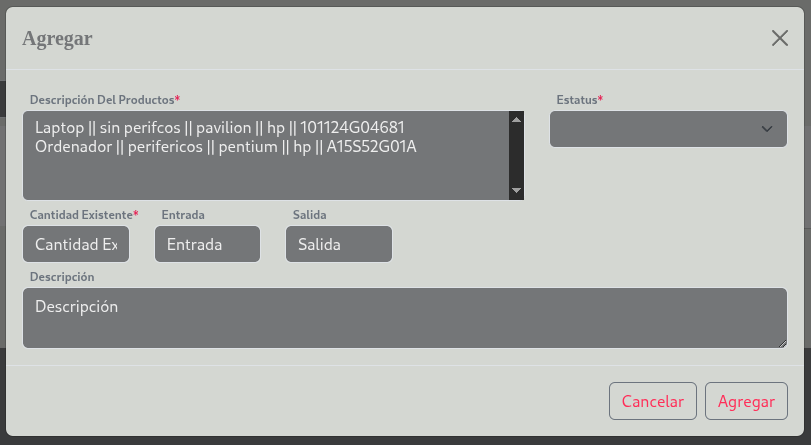 Agregar
Descripción Del Productos*
Estatus*
Laptop || sin perifcos || pavilion || hp || 101124G04681
Ordenador || perifericos || pentium || hp || A15S52G01A
Cantidad Existente*
Entrada
Salida
Cantidad Ex
Entrada
Salida
Descripción
Descripción
Cancelar
Agregar